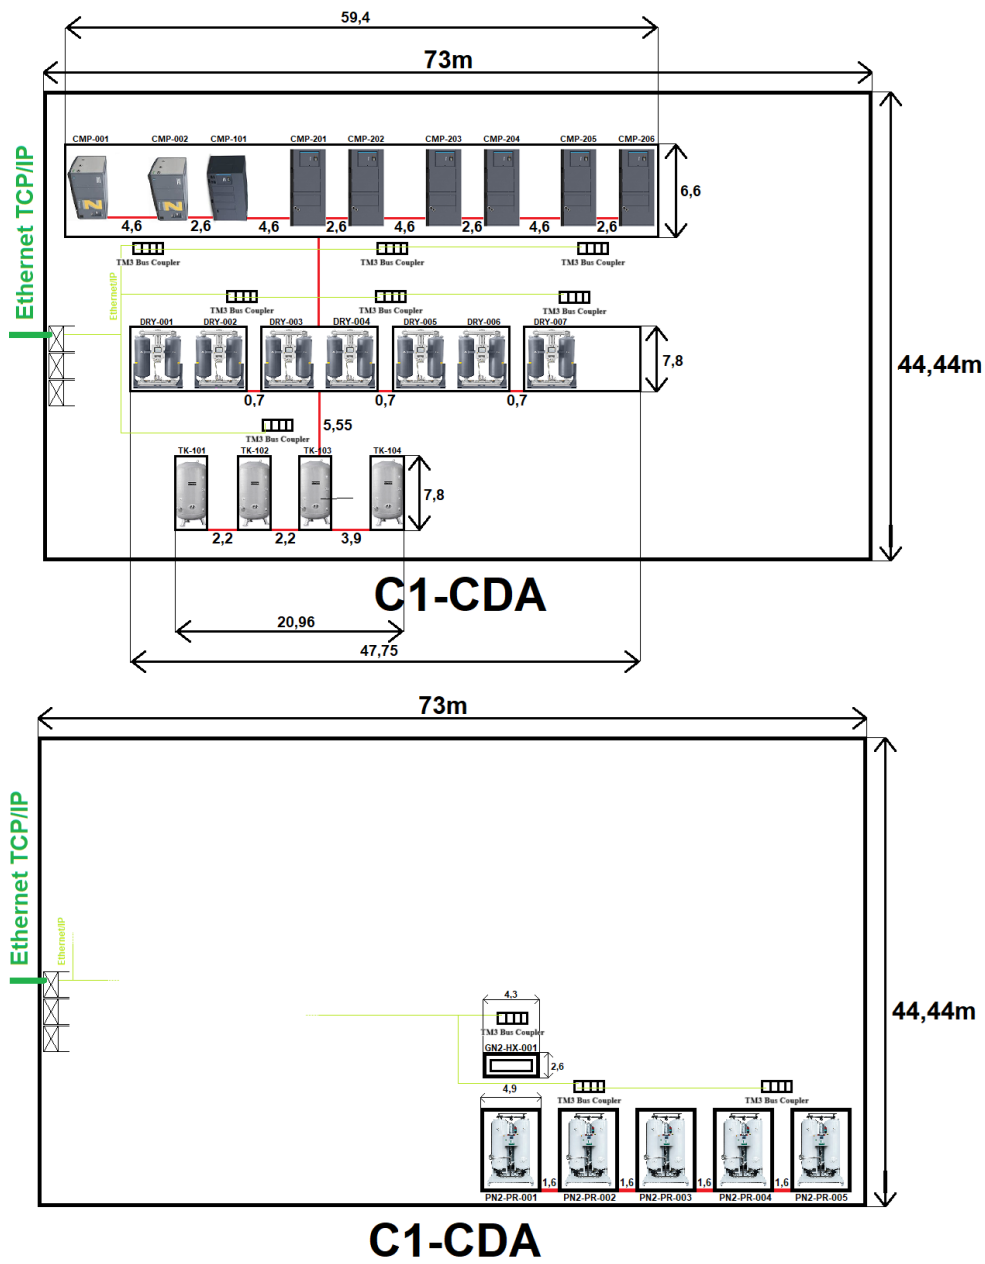 59,4
73m
CMP-001 CMP-002 CMP-101 CMP-201 CMP-202 CMP-203 CMP-204 CMP-205 CMP-206
Ethernet TCP/IP
6,6
4,6 2,6 4,6 2,6 4,6 2,6 4,6 2,6
TM3 Bus Coupler TM3 Bus Coupler TM3 Bus Coupler
Ethernet/IP
TM3 Bus Coupler TM3 Bus Coupler TM3 Bus Coupler
DRY-001 DRY-002 DRY-003 DRY-004 DRY-005 DRY-006 DRY-007
7,8
44,44m
0,7 0,7 0,7
5,55
TM3 Bus Coupler
TK-101 TK-102 TK-103 TK-104
7,8
2,2 2,2 3,9
C1-CDA
20,96
47,75
73m
Ethernet TCP/IP
Ethernet/IP
4,3
44,44m
TM3 Bus Coupler
GN2-HX-001
2,6
4,9
TM3 Bus Coupler TM3 Bus Coupler
1,6 1,6 1,6 1,6
PN2-PR-001 PN2-PR-002 PN2-PR-003 PN2-PR-004 PN2-PR-005
C1-CDA